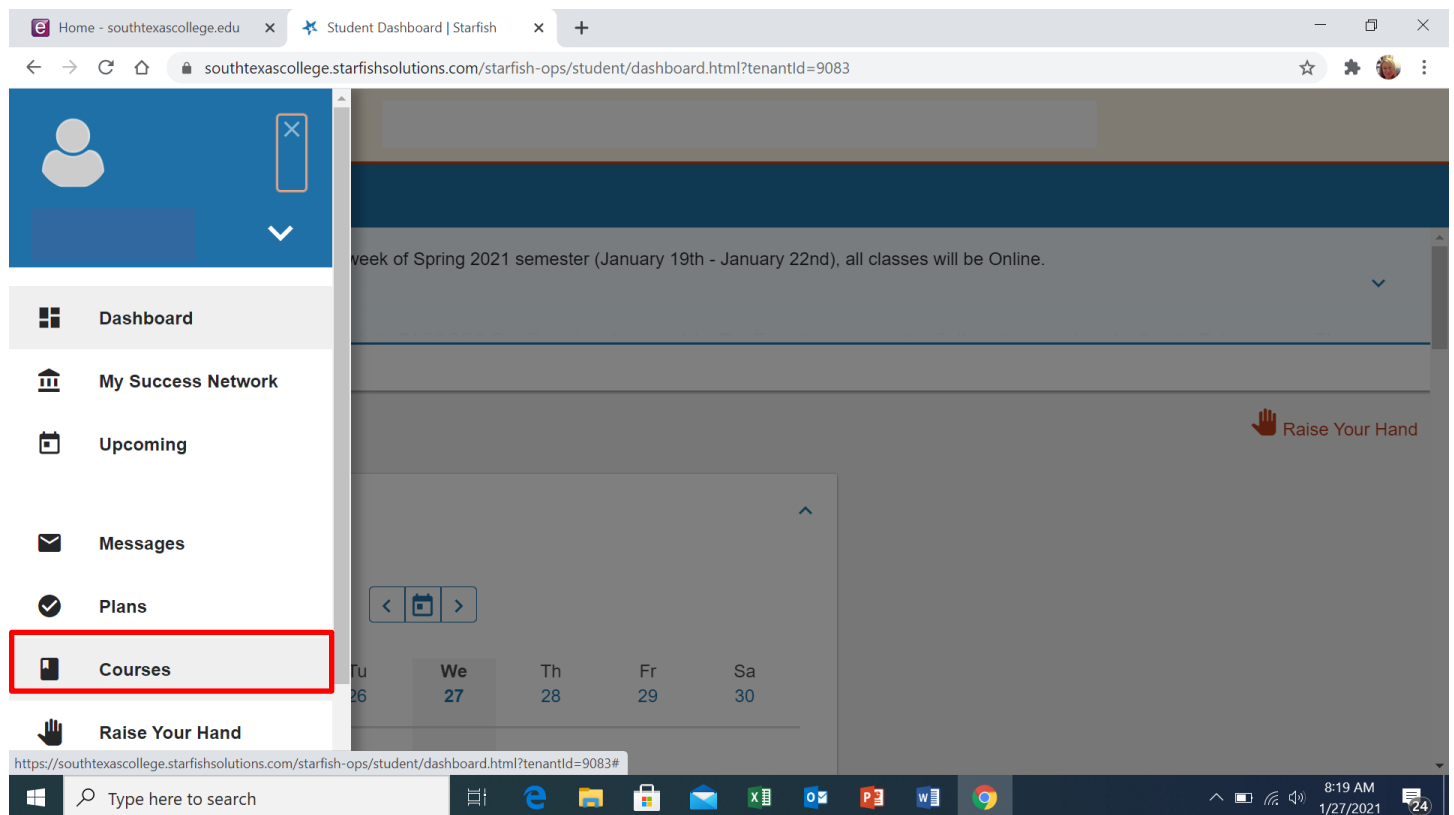 Home - southtexascollege.edu
Student Dashboard | Starfish
southtexascollege.starfishsolutions.com/starfish-ops/student/dashboard.html?tenantId=9083
week of Spring 2021 semester (January 19th - January 22nd), all classes will be Online.
Dashboard
My Success Network
Upcoming
Raise Your Hand
Messages
Plans
Courses
Tu We Th Fr Sa
26 27 28 29 30
Raise Your Hand
https://southtexascollege.starfishsolutions.com/starfish-ops/student/dashboard.html?tenantId=9083#
Type here to search
8:19 AM
1/27/2021
24